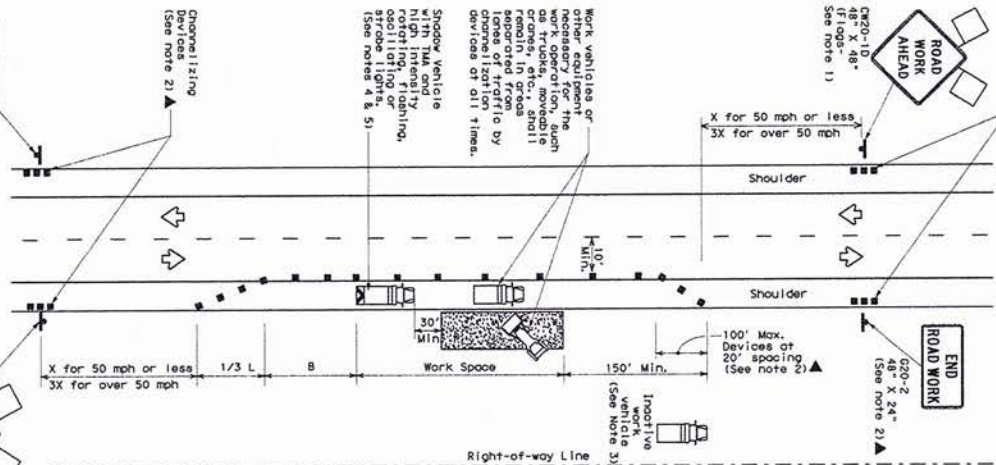 ROAD
WORK
AHEAD
CW20-1D
48" X 48"
(Flags-
See note 1)
X for 50 mph or less
3X for over 50 mph
Work vehicles or
other equipment
necessary for the
work operation, such
as trucks, moveable
cranes, etc., shall
remain in areas
separated from
lanes of traffic by
channelization
devices at all times.
Shadow Vehicle
with TMA and
high intensity
rotating, flashing,
oscillating or
strobe lights.
(See notes 4 & 5)
Channelizing
Devices
(See note 2)▲
Shoulder
10'
Min.
Shoulder
30'
Min
100' Max.
Devices at
20' spacing
(See note 2)▲
X for 50 mph or less
3X for over 50 mph
1/3 L
B
Work Space
150' Min.
Inactive
work
vehicle
(See Note 3)
END
ROAD WORK
G20-2
48" X 24"
(See note 2)▲
Right-of-way Line